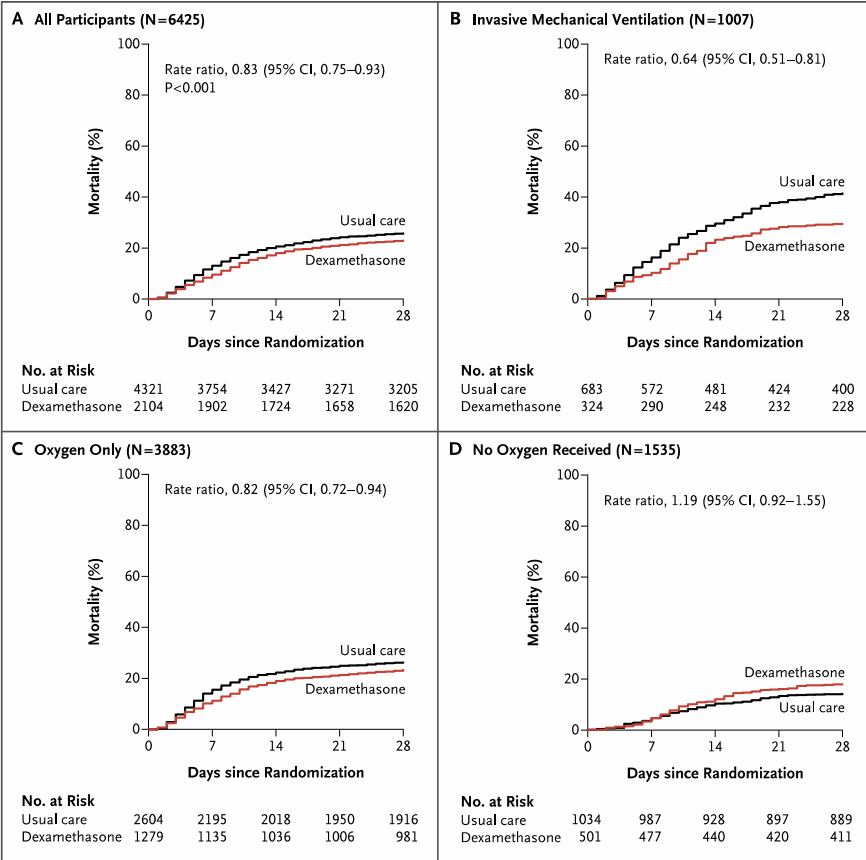 A All Participants (N=6425)
Rate ratio, 0.83 (95% CI, 0.75–0.93)
P<0.001
Mortality (%)
100
80
60
40
20
0
Usual care
Dexamethasone
0 7 14 21 28
Days since Randomization
No. at Risk
Usual care 4321 3754 3427 3271 3205
Dexamethasone 2104 1902 1724 1658 1620
B Invasive Mechanical Ventilation (N=1007)
Rate ratio, 0.64 (95% CI, 0.51–0.81)
Mortality (%)
100
80
60
40
20
0
Usual care
Dexamethasone
0 7 14 21 28
Days since Randomization
No. at Risk
Usual care 683 572 481 424 400
Dexamethasone 324 290 248 232 228
C Oxygen Only (N=3883)
Rate ratio, 0.82 (95% CI, 0.72–0.94)
Mortality (%)
100
80
60
40
20
0
Usual care
Dexamethasone
0 7 14 21 28
Days since Randomization
No. at Risk
Usual care 2604 2195 2018 1950 1916
Dexamethasone 1279 1135 1036 1006 981
D No Oxygen Received (N=1535)
Rate ratio, 1.19 (95% CI, 0.92–1.55)
Mortality (%)
100
80
60
40
20
0
Dexamethasone
Usual care
0 7 14 21 28
Days since Randomization
No. at Risk
Usual care 1034 987 928 897 889
Dexamethasone 501 477 440 420 411